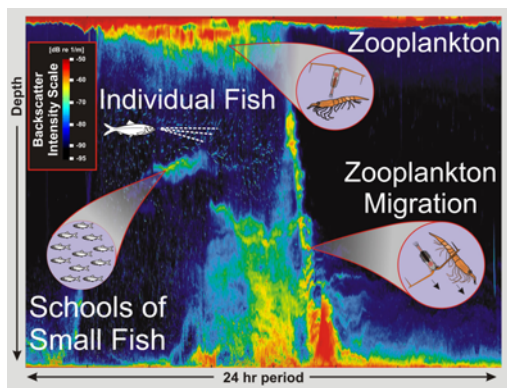 [dB re 1/m]
-50
-60
-70
-80
-90
-95
Backscatter
Intensity Scale
Depth
Zooplankton
Individual Fish
Zooplankton
Migration
Schools of
Small Fish
24 hr period